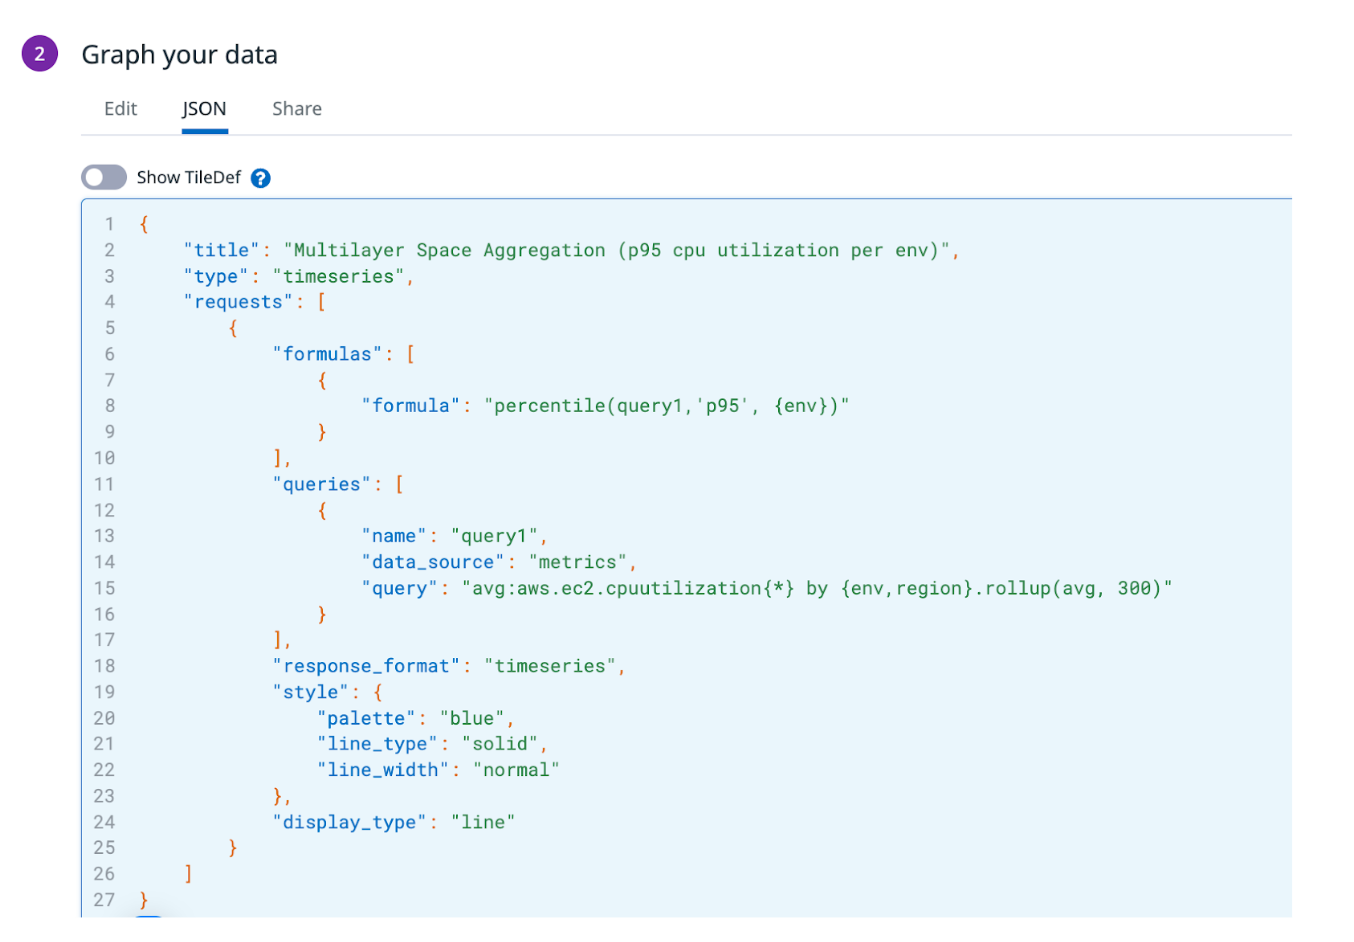 2 Graph your data
Edit JSON Share
Show TileDef ?
1 {
2     "title": "Multilayer Space Aggregation (p95 cpu utilization per env)",
3     "type": "timeseries",
4     "requests": [
5         {
6             "formulas": [
7                 {
8                     "formula": "percentile(query1,'p95', {env})"
9                 }
10             ],
11             "queries": [
12                 {
13                     "name": "query1",
14                     "data_source": "metrics",
15                     "query": "avg:aws.ec2.cpuutilization{*} by {env,region}.rollup(avg, 300)"
16                 }
17             ],
18             "response_format": "timeseries",
19             "style": {
20                 "palette": "blue",
21                 "line_type": "solid",
22                 "line_width": "normal"
23             },
24             "display_type": "line"
25         }
26     ]
27 }